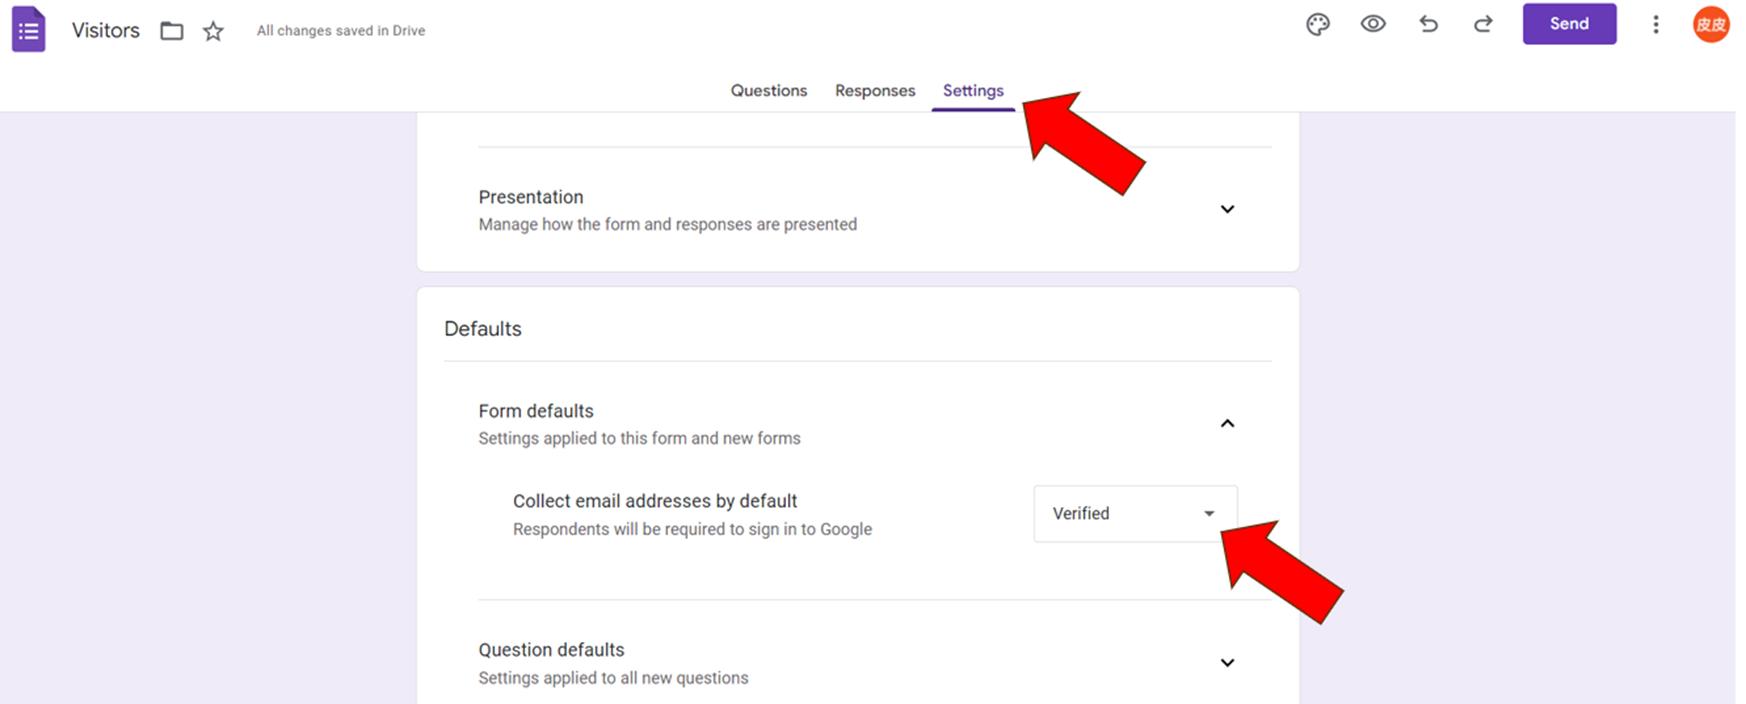 Visitors
All changes saved in Drive
Send
皮皮
Questions Responses Settings
Presentation
Manage how the form and responses are presented
Defaults
Form defaults
Settings applied to this form and new forms
Collect email addresses by default
Respondents will be required to sign in to Google
Verified
Question defaults
Settings applied to all new questions